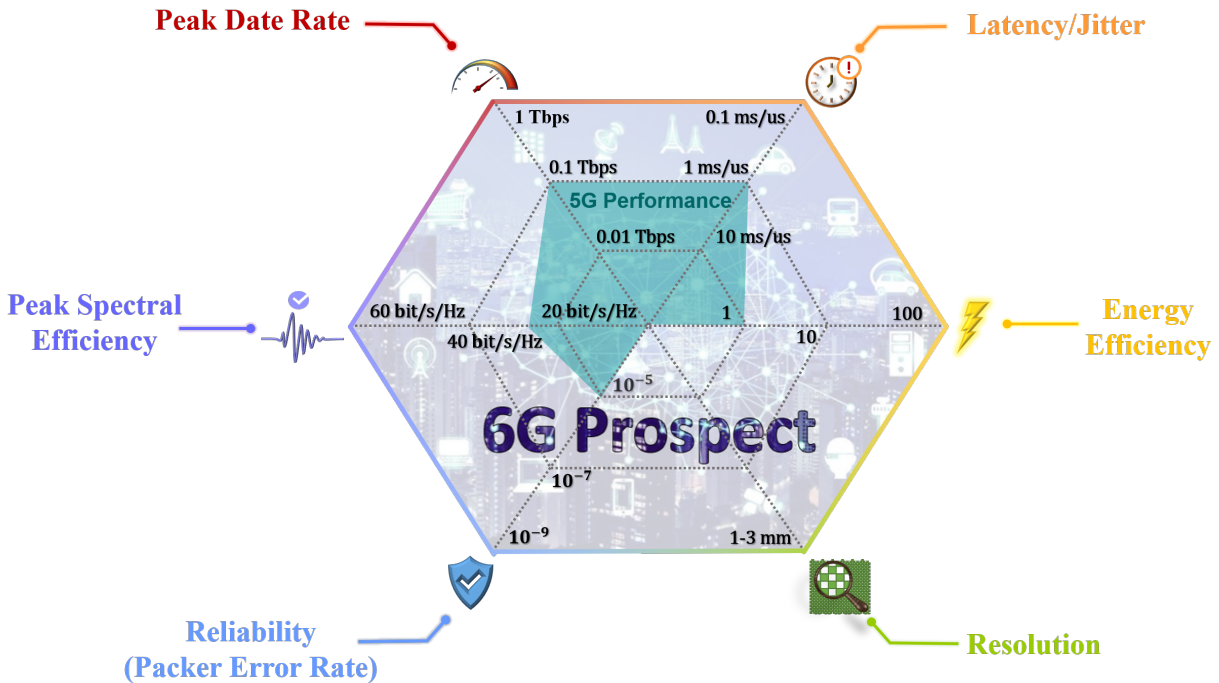 Peak Date Rate
Latency/Jitter
1 Tbps
0.1 ms/us
0.1 Tbps
1 ms/us
5G Performance
0.01 Tbps
10 ms/us
Peak Spectral
Efficiency
60 bit/s/Hz
20 bit/s/Hz
1
100
Energy
Efficiency
40 bit/s/Hz
10
10⁻⁵
6G Prospect
10⁻⁷
10⁻⁹
1-3 mm
Reliability
(Packer Error Rate)
Resolution